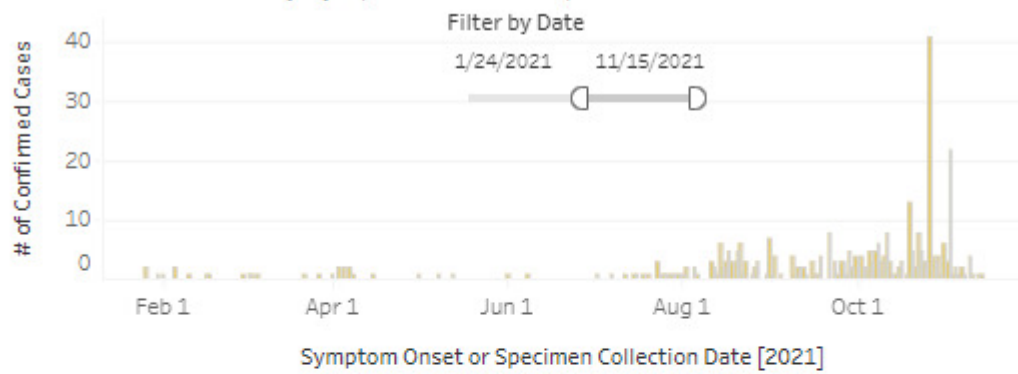 Filter by Date
1/24/2021 11/15/2021
# of Confirmed Cases
40
30
20
10
0
Feb 1 Apr 1 Jun 1 Aug 1 Oct 1
Symptom Onset or Specimen Collection Date [2021]